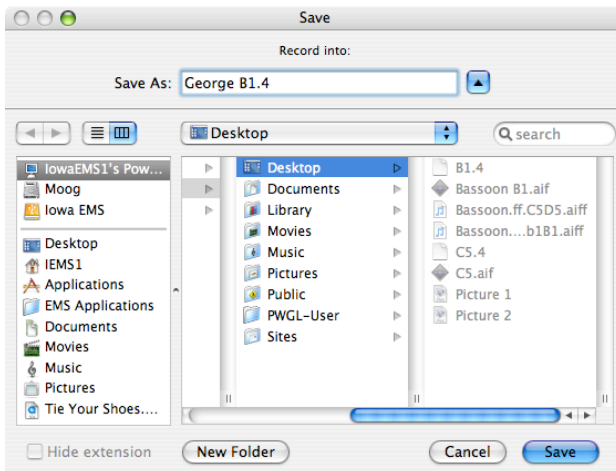 Save
Record into:
Save As: George B1.4
Desktop
search
IowaEMS1's Pow...
Moog
Iowa EMS
Desktop
IEMS1
Applications
EMS Applications
Documents
Movies
Music
Pictures
Tie Your Shoes....
Desktop
Documents
Library
Movies
Music
Pictures
Public
PWGL-User
Sites
B1.4
Bassoon B1.aif
Bassoon.ff.C5D5.aiff
Bassoon....b1B1.aiff
C5.4
C5.aif
Picture 1
Picture 2
Hide extension
New Folder
Cancel
Save